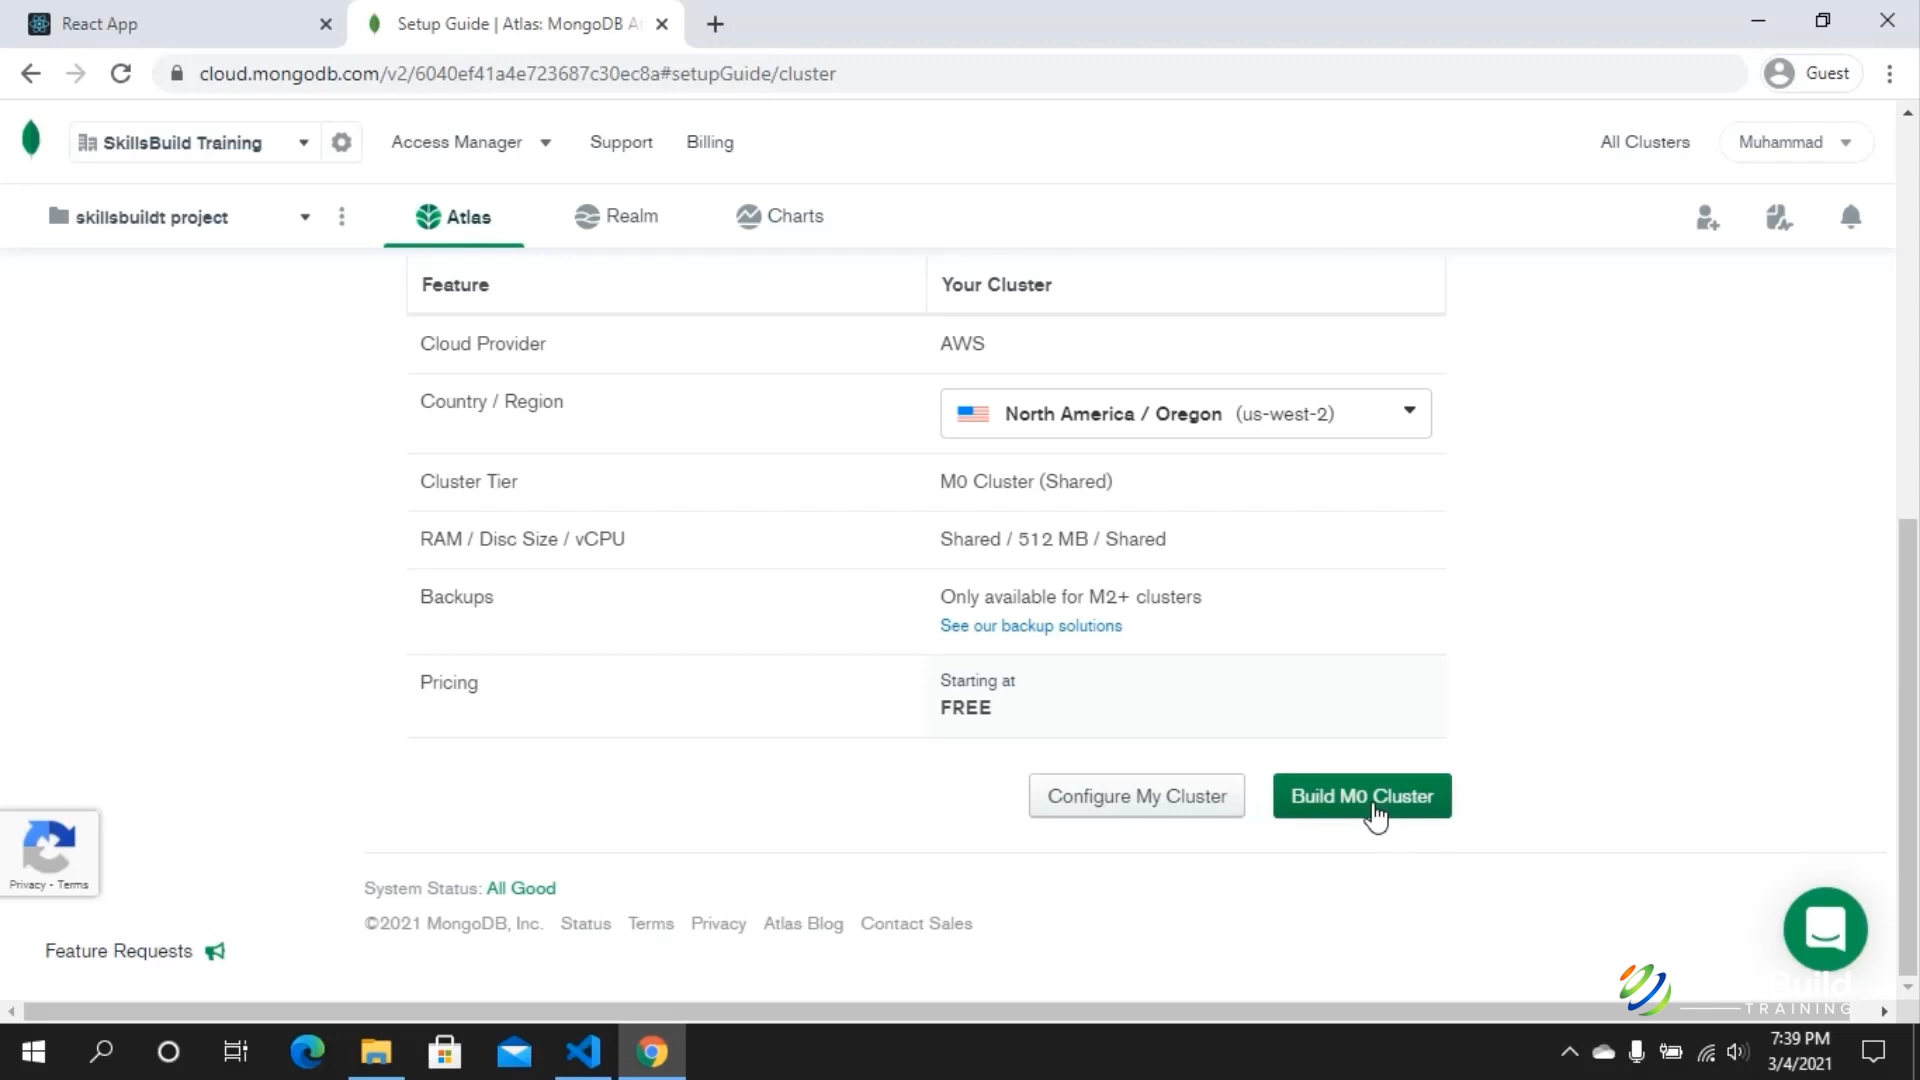 React App
Setup Guide | Atlas: MongoDB At
cloud.mongodb.com/v2/6040ef41a4e723687c30ec8a#setupGuide/cluster
Guest
SkillsBuild Training
Access Manager
Support
Billing
All Clusters
Muhammad
skillsbuildt project
Atlas
Realm
Charts
Feature
Your Cluster
Cloud Provider
AWS
Country / Region
North America / Oregon (us-west-2)
Cluster Tier
M0 Cluster (Shared)
RAM / Disc Size / vCPU
Shared / 512 MB / Shared
Backups
Only available for M2+ clusters
See our backup solutions
Pricing
Starting at
FREE
Configure My Cluster
Build M0 Cluster
Privacy - Terms
System Status: All Good
©2021 MongoDB, Inc. Status Terms Privacy Atlas Blog Contact Sales
Feature Requests
TRAINING
7:39 PM
3/4/2021